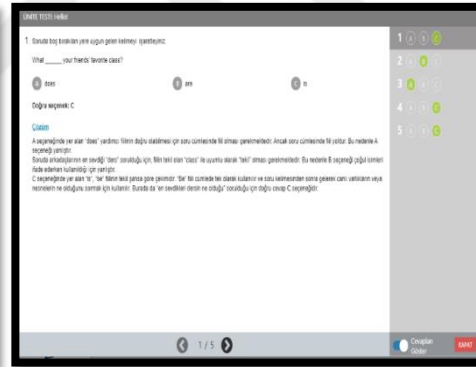 ÜNİTE TESTİ Hello!
1 Soruda boş bırakılan yere uygun gelen kelimeyi işaretleyiniz.
What _____ your friends' favorite class?
A does
B are
C is
Doğru seçenek: C
Çözüm
A seçeneğinde yer alan "does" yardımcı fiilinin doğru olabilmesi için soru cümlesinde fiil olması gerekmektedir. Ancak soru cümlesinde fiil yoktur. Bu nedenle A
seçeneği yanlıştır.
Soruda arkadaşlarının en sevdiği "ders" sorulduğu için, fiilin tekil olan "class" ile uyumlu olarak "tekil" olması gerekmektedir. Bu nedenle B seçeneği çoğul isimleri
ifade ederken kullanıldığı için yanlıştır.
C seçeneğinde yer alan "is", "be" fiilinin tekil şahsa göre çekimidir. "Be" fiili cümlede tek olarak kullanılır ve soru kelimesinden sonra gelerek canlı varlıkların veya
nesnelerin ne olduğunu sormak için kullanılır. Burada da "en sevdikleri dersin ne olduğu" sorulduğu için doğru cevap C seçeneğidir.
1 / 5
1 A B C
2 A B C
3 A B C
4 A B C
5 A B C
Cevapları
Göster
KAPAT